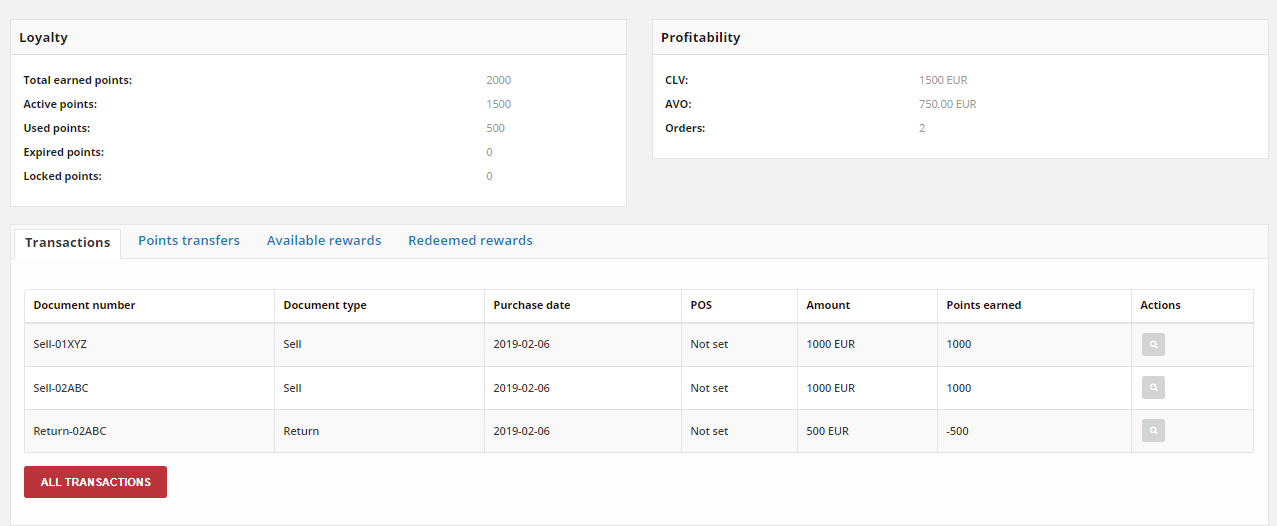 Loyalty
Total earned points: 2000
Active points: 1500
Used points: 500
Expired points: 0
Locked points: 0
Profitability
CLV: 1500 EUR
AVO: 750.00 EUR
Orders: 2
Transactions Points transfers Available rewards Redeemed rewards
Document number Document type Purchase date POS Amount Points earned Actions
Sell-01XYZ Sell 2019-02-06 Not set 1000 EUR 1000
Sell-02ABC Sell 2019-02-06 Not set 1000 EUR 1000
Return-02ABC Return 2019-02-06 Not set 500 EUR -500
ALL TRANSACTIONS